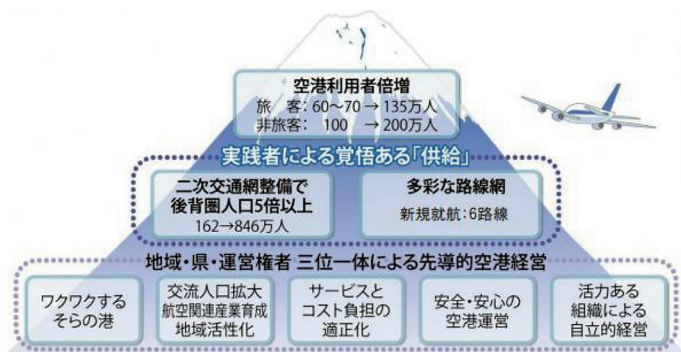 空港利用者倍増
旅　客：60～70 → 135万人
非旅客：　100　→ 200万人
実践者による覚悟ある「供給」
二次交通網整備で
後背圏人口5倍以上
162→846万人
多彩な路線網
新規就航：6路線
地域・県・運営権者 三位一体による先導的空港経営
ワクワクする
そらの港
交流人口拡大
航空関連産業育成
地域活性化
サービスと
コスト負担の
適正化
安全・安心の
空港運営
活力ある
組織による
自立的経営